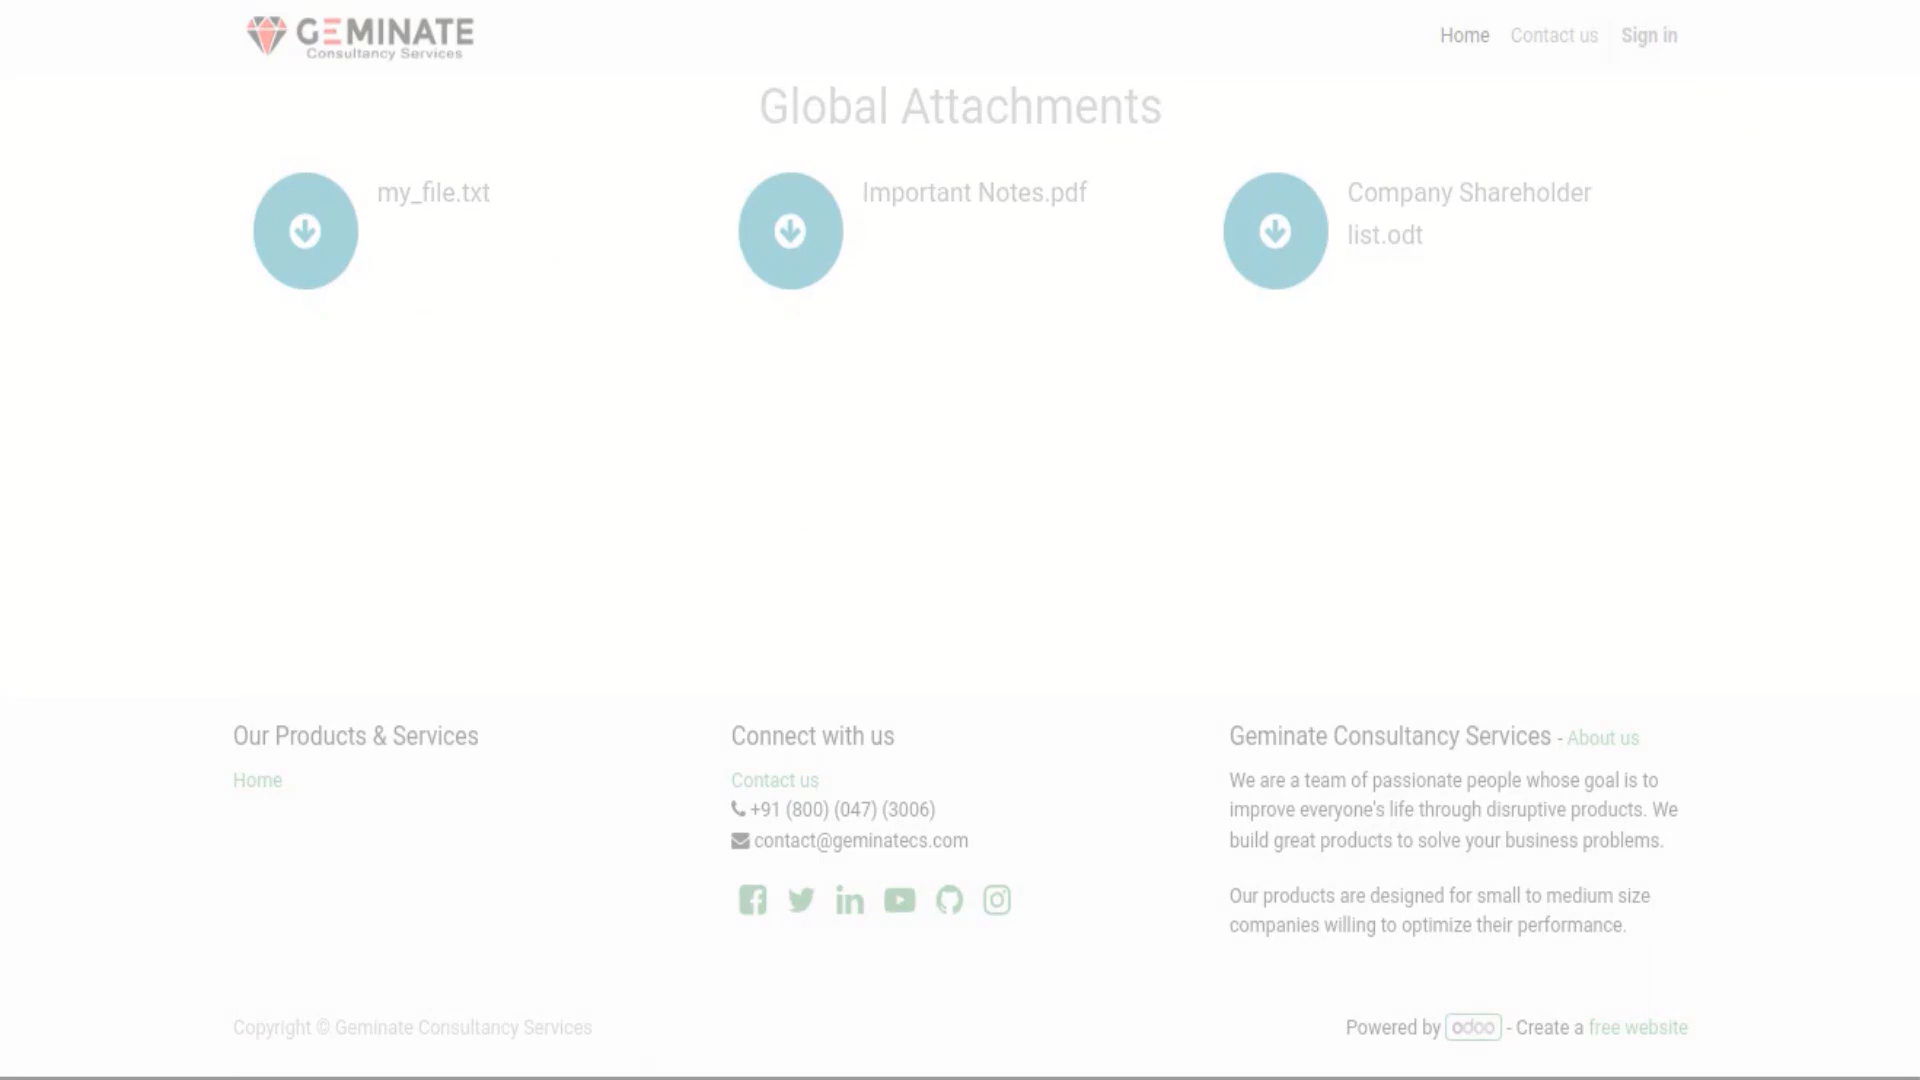 GEMINATE
Consultancy Services
Home Contact us Sign in
Global Attachments
my_file.txt
Important Notes.pdf
Company Shareholder
list.odt
Our Products & Services
Home
Connect with us
Contact us
+91 (800) (047) (3006)
contact@geminatecs.com
Geminate Consultancy Services - About us
We are a team of passionate people whose goal is to
improve everyone's life through disruptive products. We
build great products to solve your business problems.
Our products are designed for small to medium size
companies willing to optimize their performance.
Copyright © Geminate Consultancy Services
Powered by odoo - Create a free website